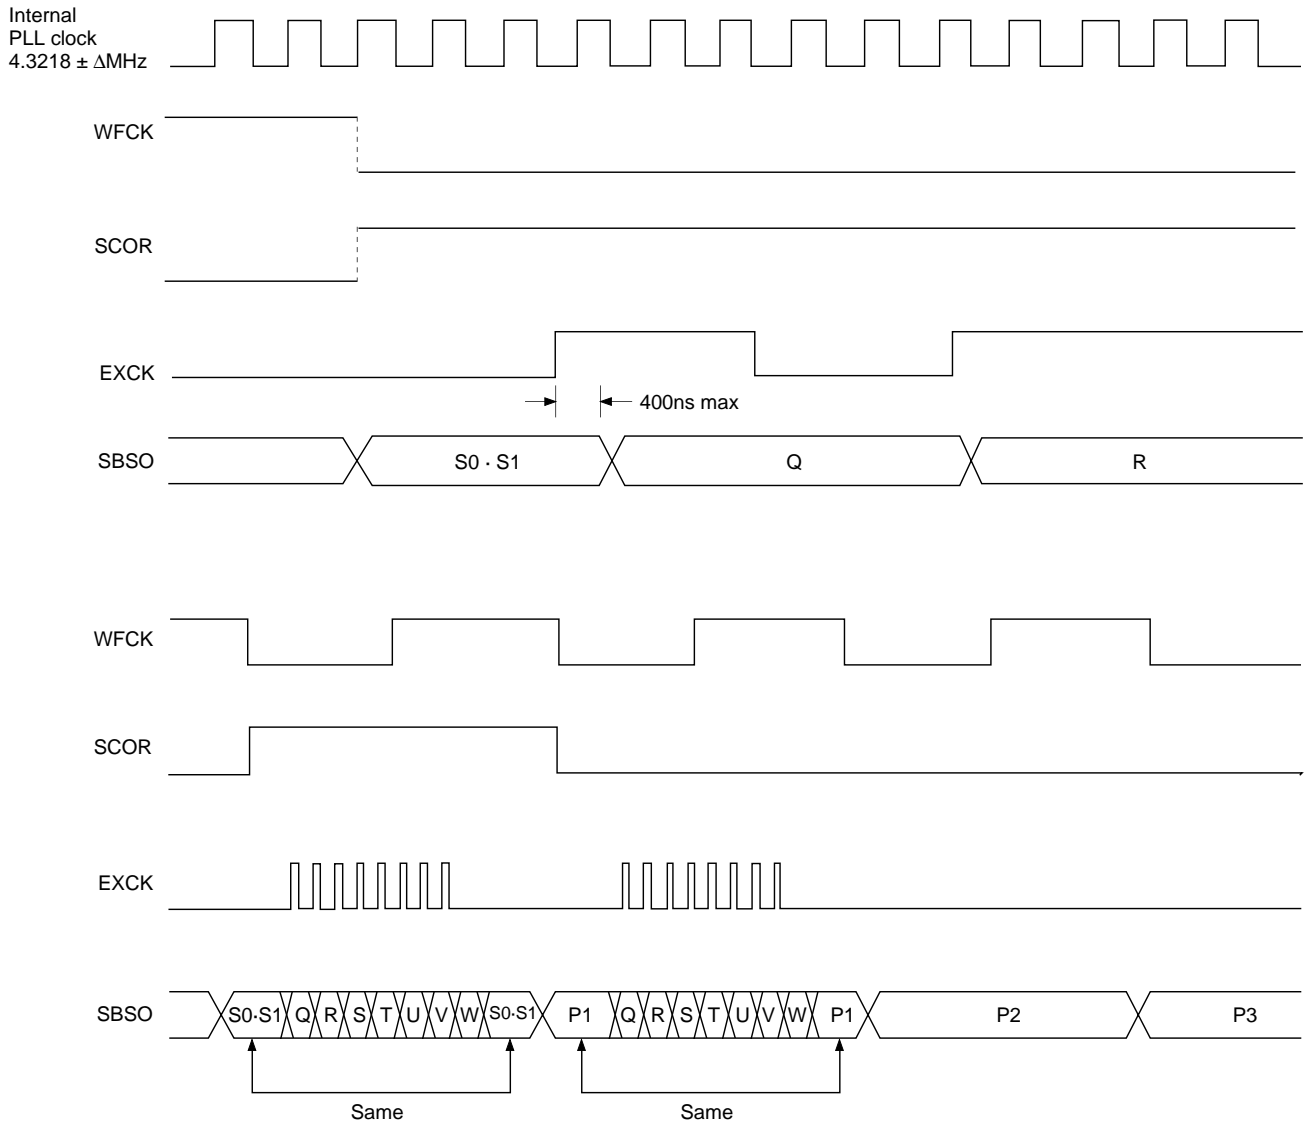 Internal
PLL clock
4.3218 ± ΔMHz
WFCK
SCOR
EXCK
400ns max
SBSO
S0 · S1
Q
R
WFCK
SCOR
EXCK
SBSO
S0·S1 Q R S T U V W S0·S1 P1 Q R S T U V W P1 P2 P3
Same
Same